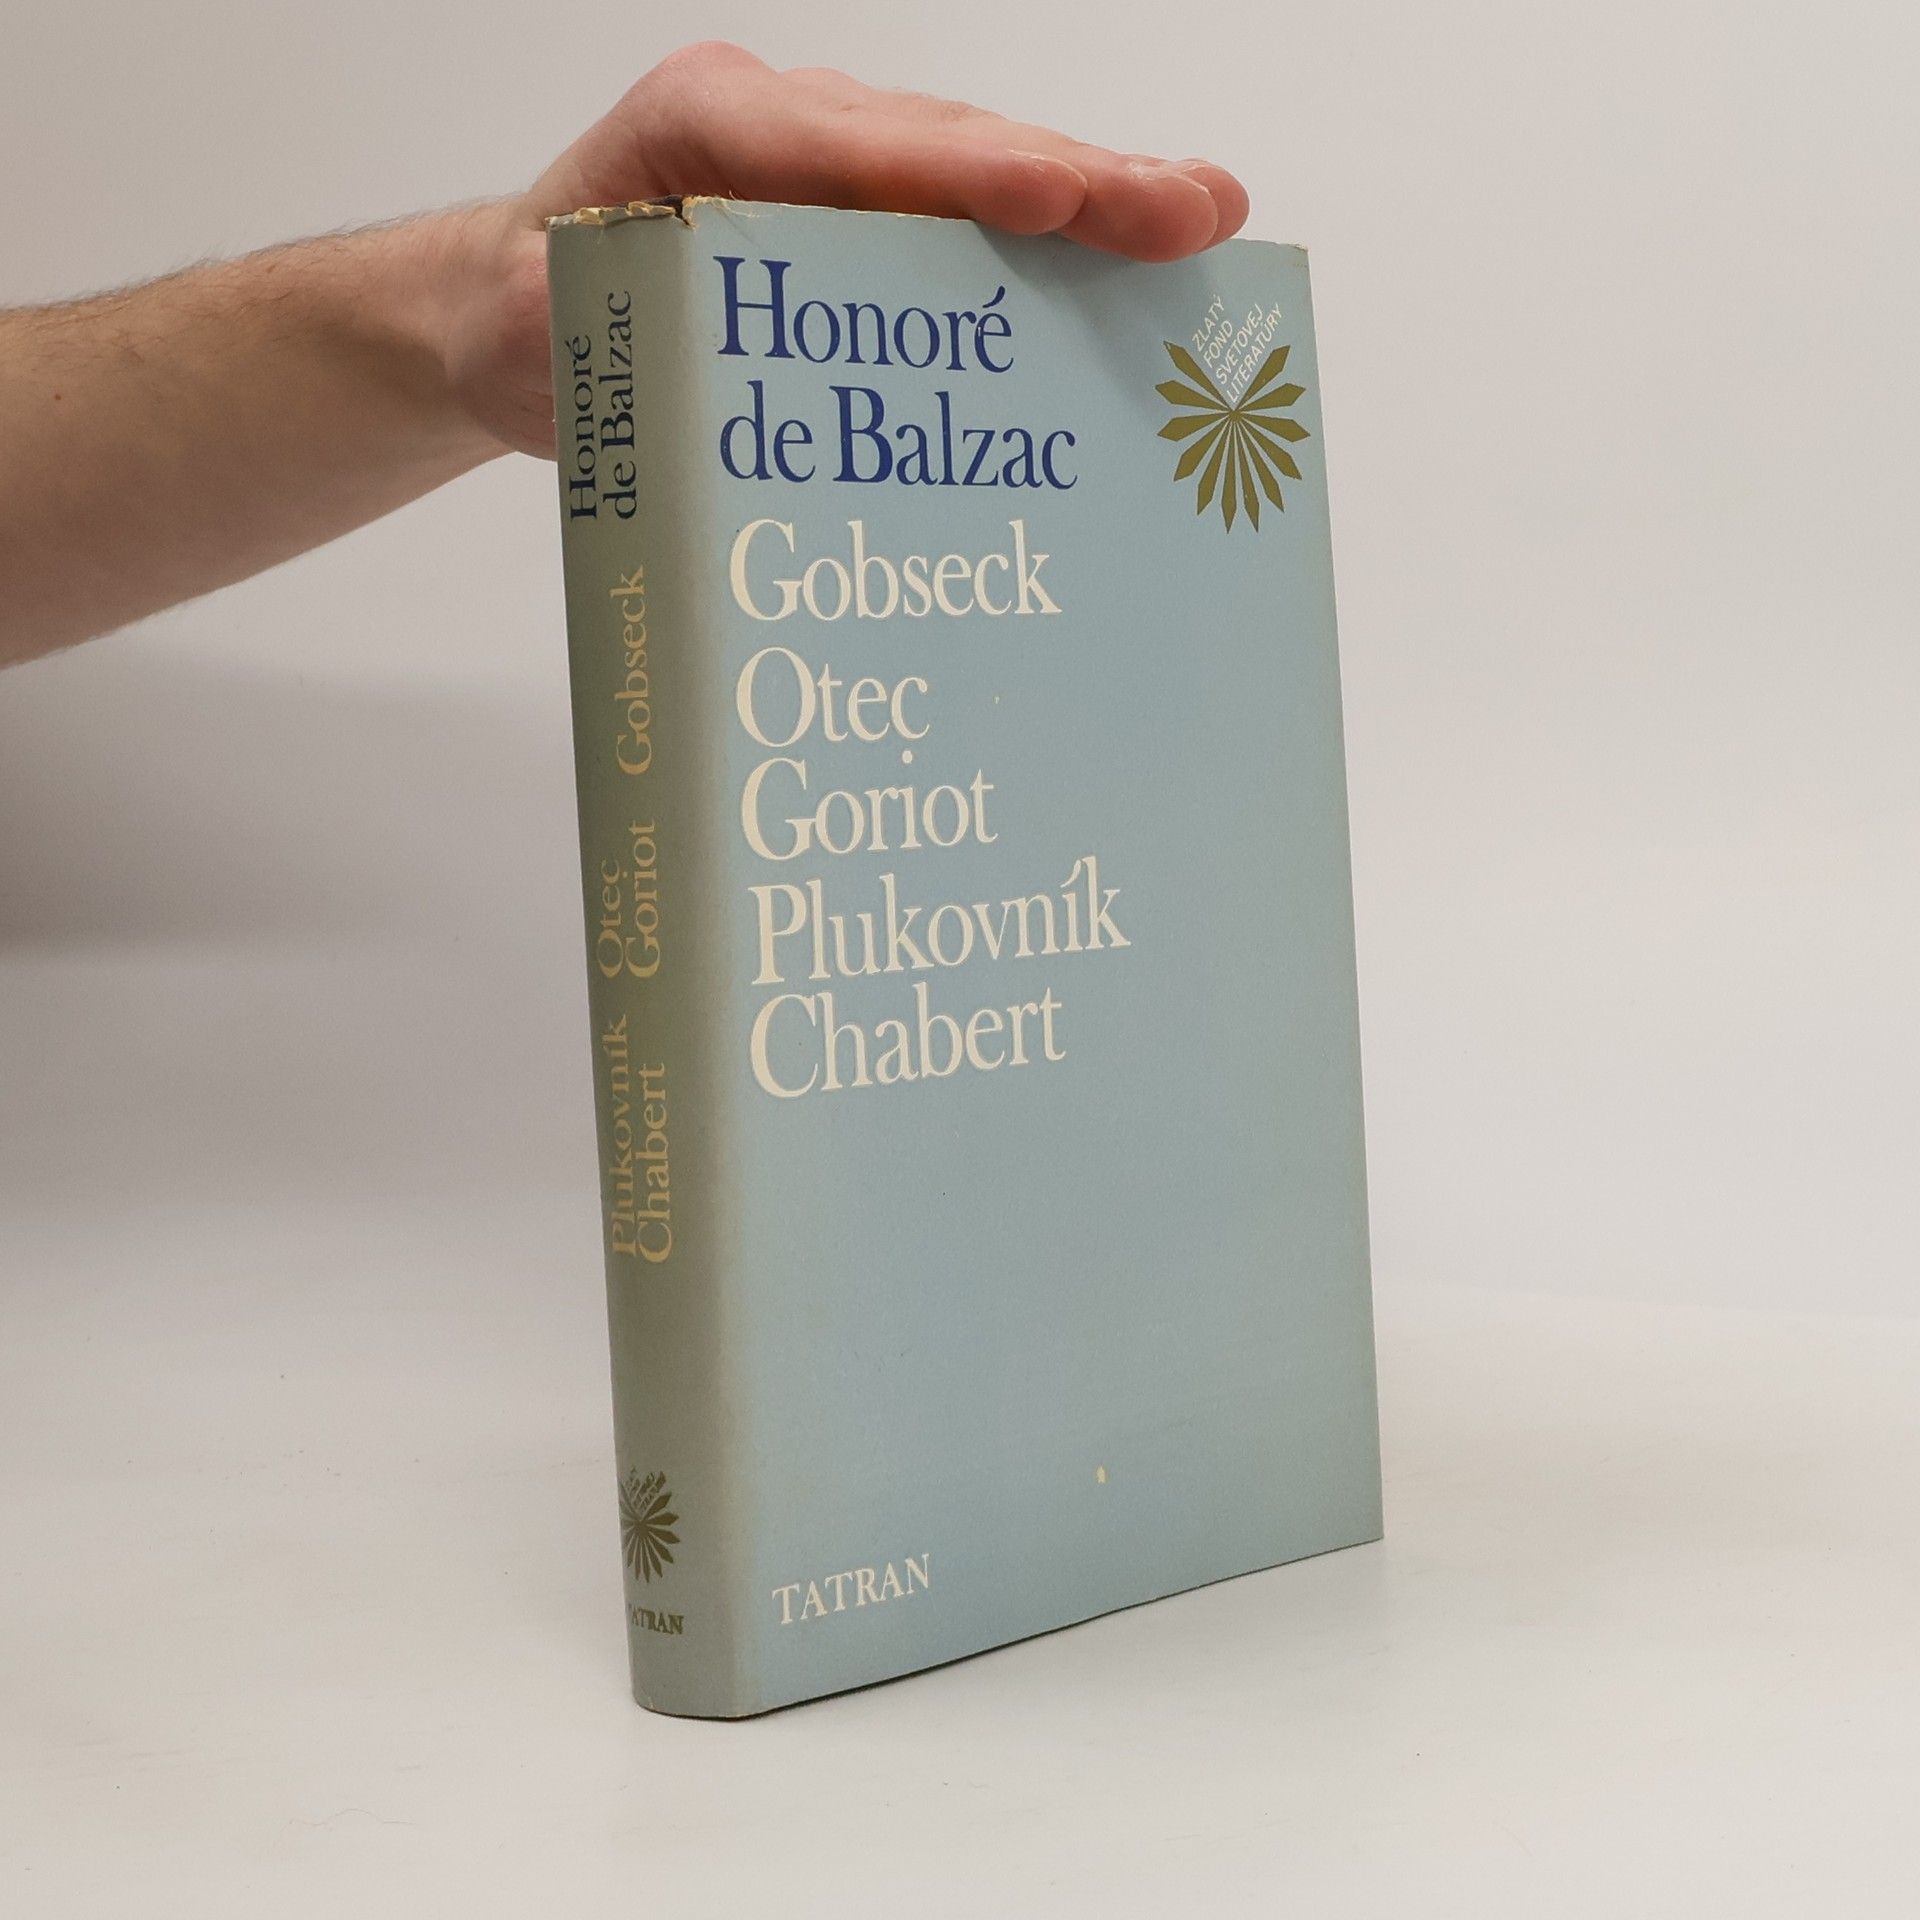 Honoré
de Balzac
Gobseck
Otec
Goriot
Plukovník
Chabert
TATRAN
ZLATÝ
FOND
SVETOVEJ
LITERATÚRY
Honoré
de Balzac
Gobseck
Otec
Goriot
Plukovník
Chabert
TATRAN